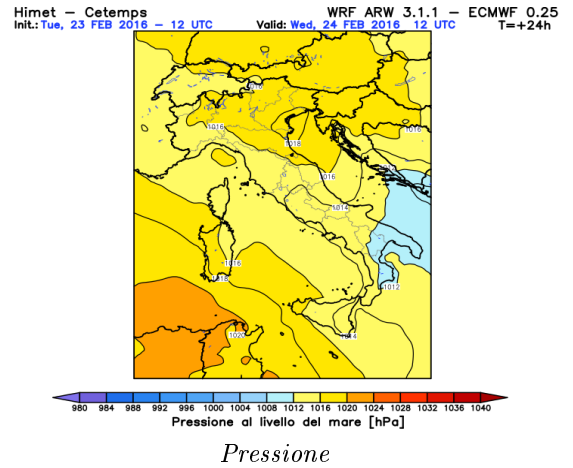 Himet – Cetemps WRF ARW 3.1.1 – ECMWF 0.25
Init.: Tue, 23 FEB 2016 – 12 UTC Valid: Wed, 24 FEB 2016 12 UTC T=+24h
1016
1016
1016
1018
1016
1014
1016
1018
1012
1020
1014
980 984 988 992 996 1000 1004 1008 1012 1016 1020 1024 1028 1032 1036 1040
Pressione al livello del mare [hPa]
Pressione